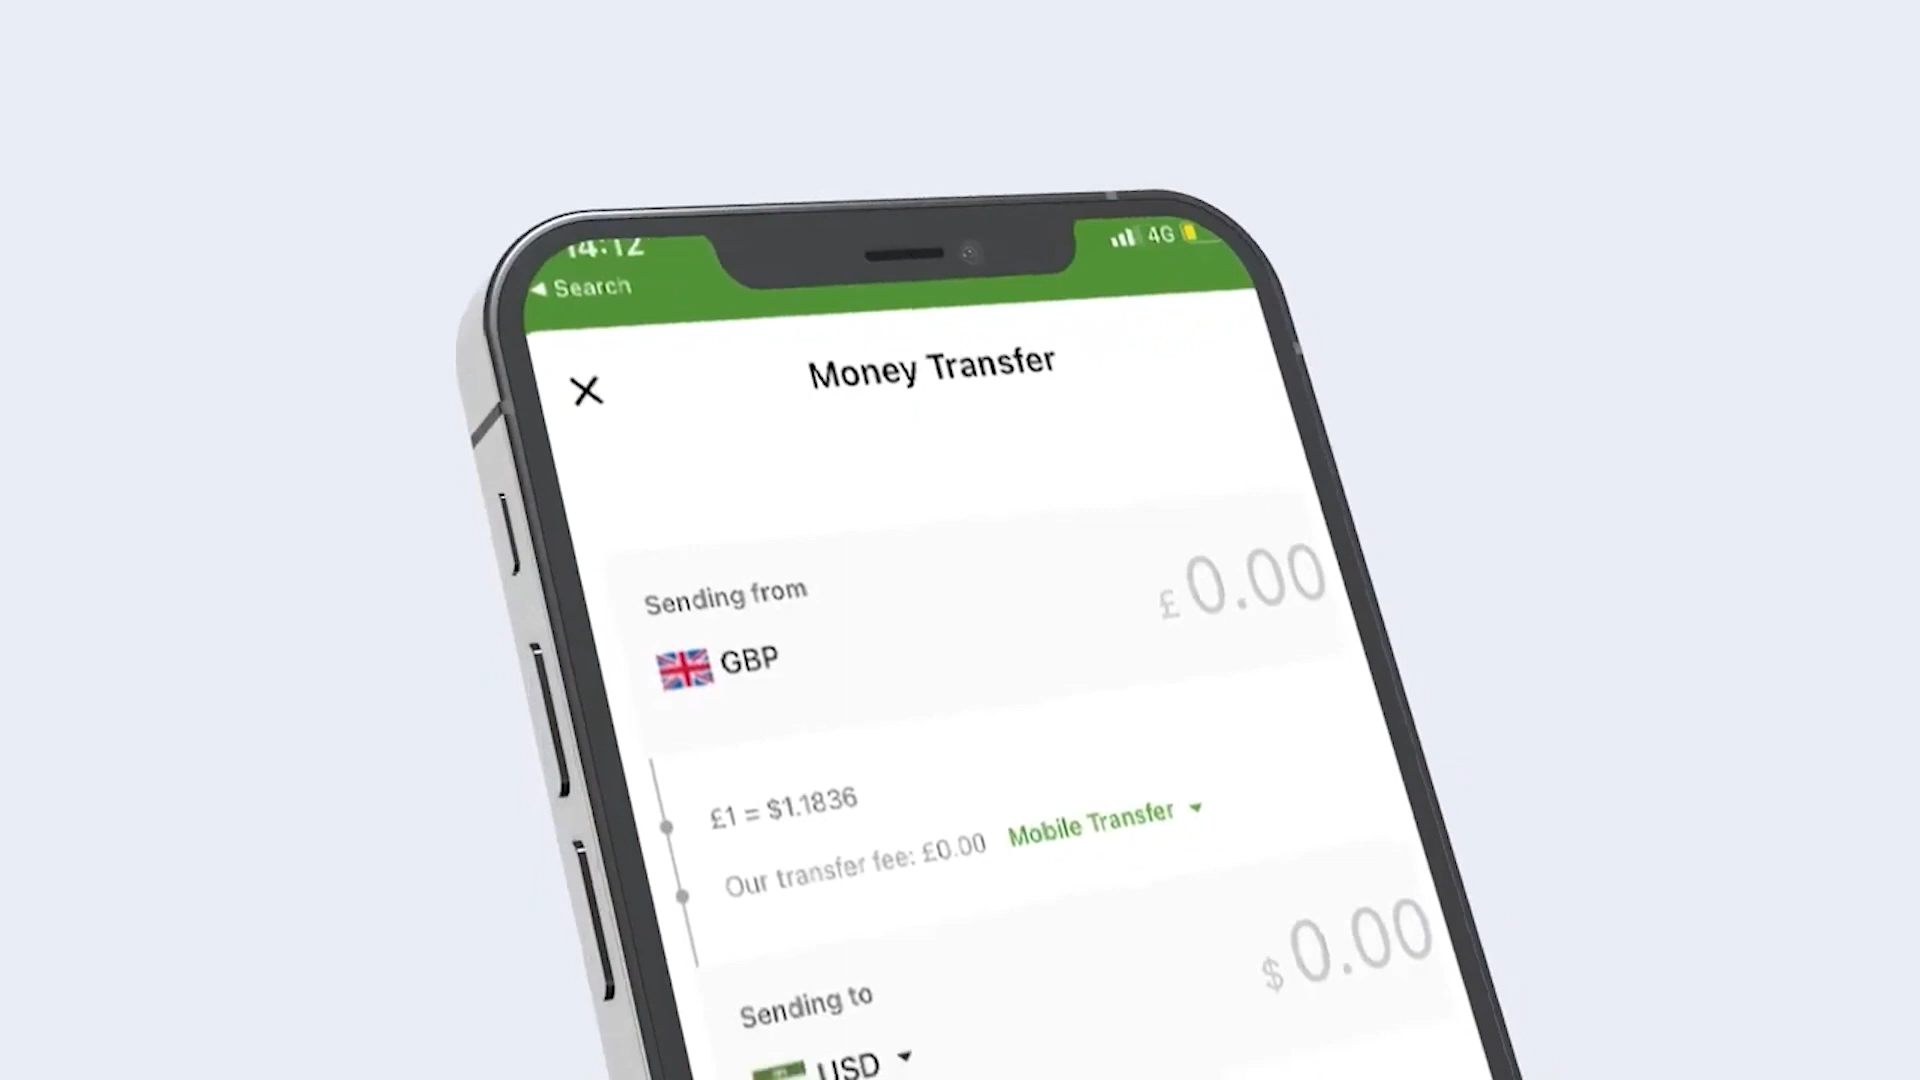 14:12
4G
◀ Search
Money Transfer
Sending from
£ 0.00
GBP
£1 = $1.1836
Our transfer fee: £0.00 Mobile Transfer
Sending to
$ 0.00
USD